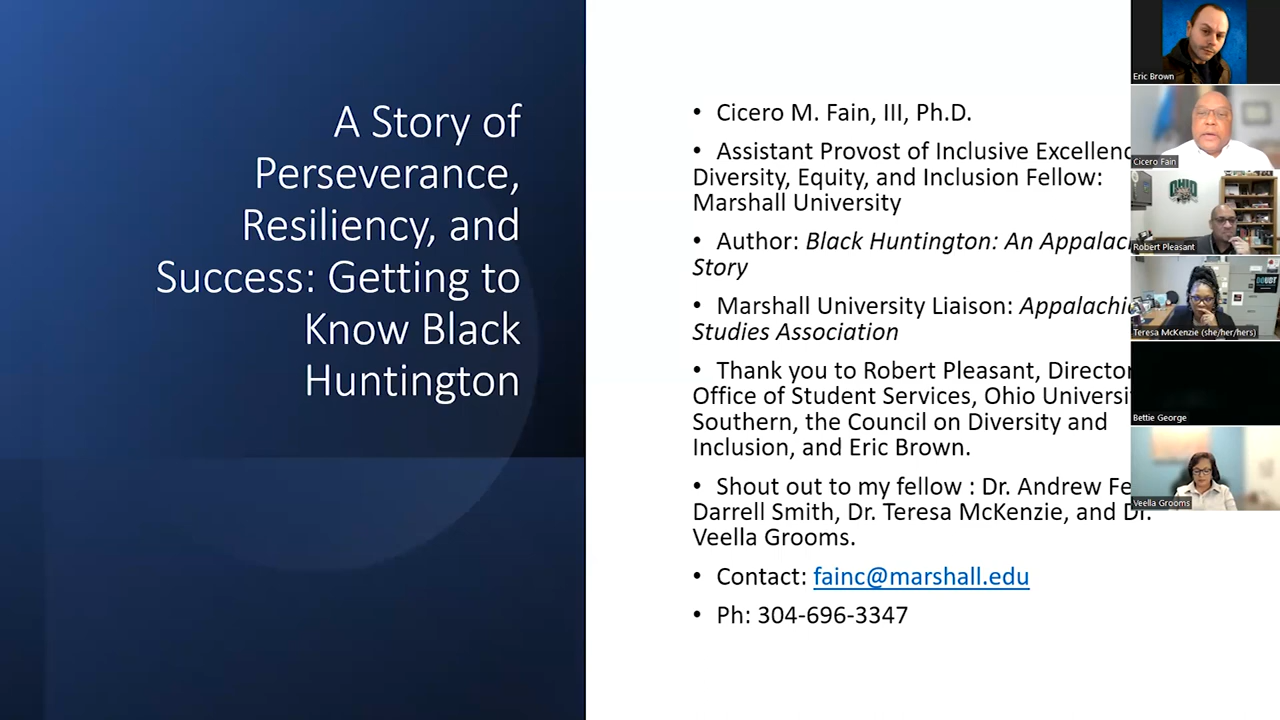 A Story of
Perseverance,
Resiliency, and
Success: Getting to
Know Black
Huntington
• Cicero M. Fain, III, Ph.D.
• Assistant Provost of Inclusive Excellenc
Diversity, Equity, and Inclusion Fellow:
Marshall University
• Author: Black Huntington: An Appalac
Story
• Marshall University Liaison: Appalachi
Studies Association
• Thank you to Robert Pleasant, Director
Office of Student Services, Ohio Universi
Southern, the Council on Diversity and
Inclusion, and Eric Brown.
• Shout out to my fellow : Dr. Andrew Fe
Darrell Smith, Dr. Teresa McKenzie, and Dr.
Veella Grooms.
• Contact: fainc@marshall.edu
• Ph: 304-696-3347
Eric Brown
Cicero Fain
OHIO
Robert Pleasant
DOUBT
Teresa McKenzie (she/her/hers)
Bettie George
Veella Grooms